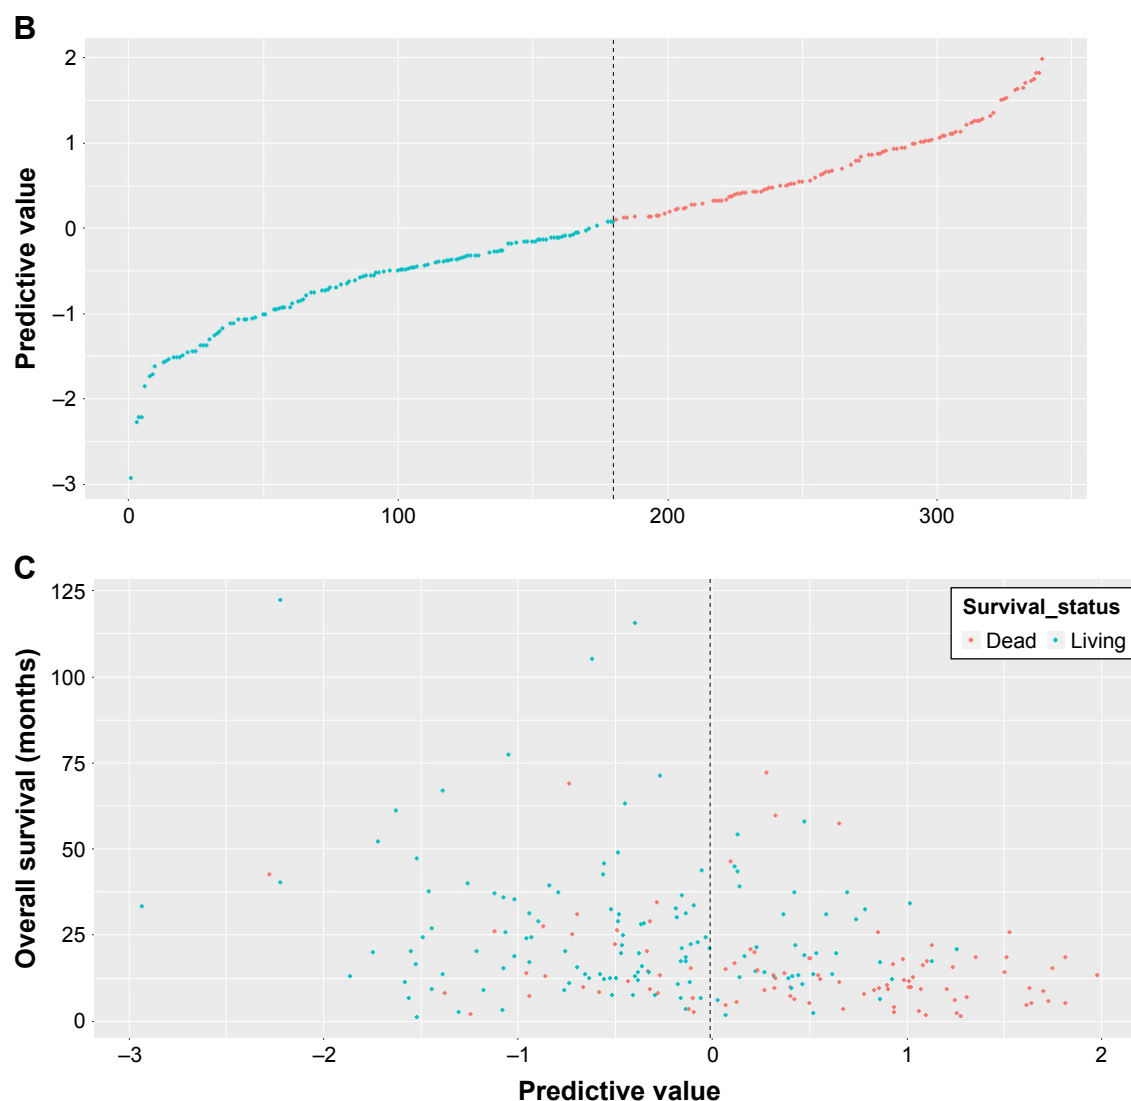 B
Predictive value
2
1
0
–1
–2
–3
0 100 200 300
C
Overall survival (months)
125
100
75
50
25
0
Survival_status
Dead Living
–3 –2 –1 0 1 2
Predictive value